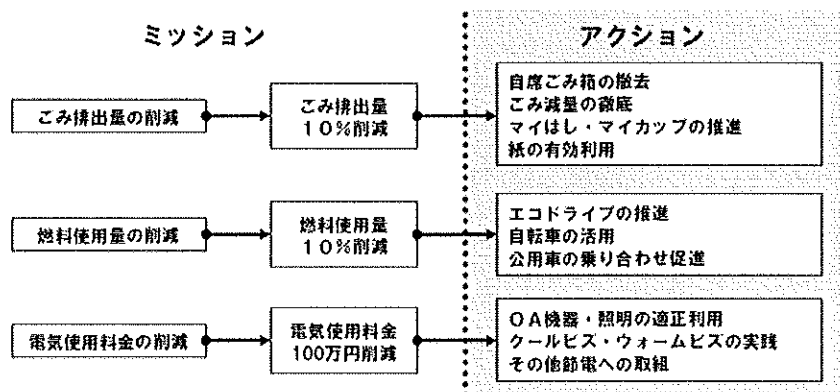 ミッション
アクション
ごみ排出量の削減
ごみ排出量
10%削減
自席ごみ箱の撤去
ごみ減量の徹底
マイはし・マイカップの推進
紙の有効利用
燃料使用量の削減
燃料使用量
10%削減
エコドライブの推進
自転車の活用
公用車の乗り合わせ促進
電気使用料金の削減
電気使用料金
100万円削減
OA機器・照明の適正利用
クールビズ・ウォームビズの実践
その他節電への取組